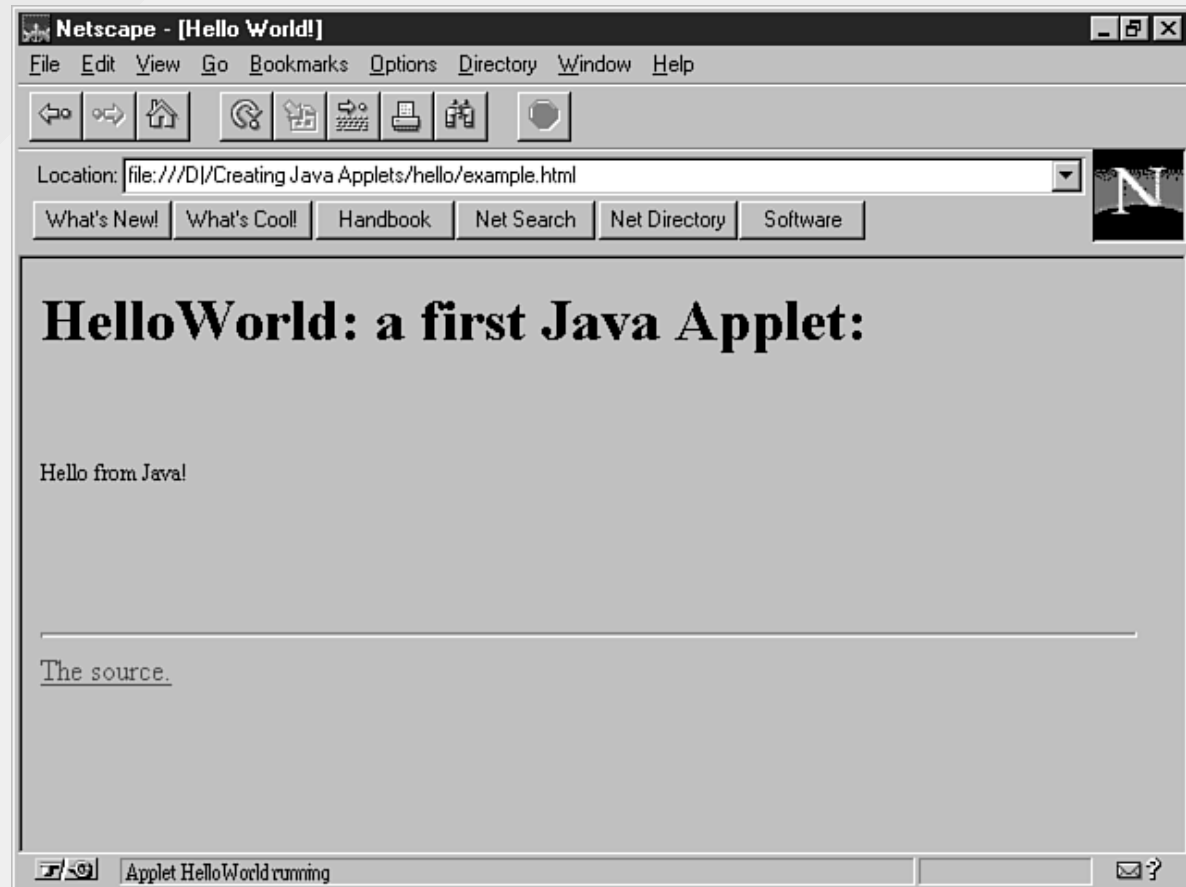 Netscape - [Hello World!]
File Edit View Go Bookmarks Options Directory Window Help
Location: file:///D|/Creating Java Applets/hello/example.html
N
What's New! What's Cool! Handbook Net Search Net Directory Software
HelloWorld: a first Java Applet:
Hello from Java!
The source.
Applet HelloWorld running
?